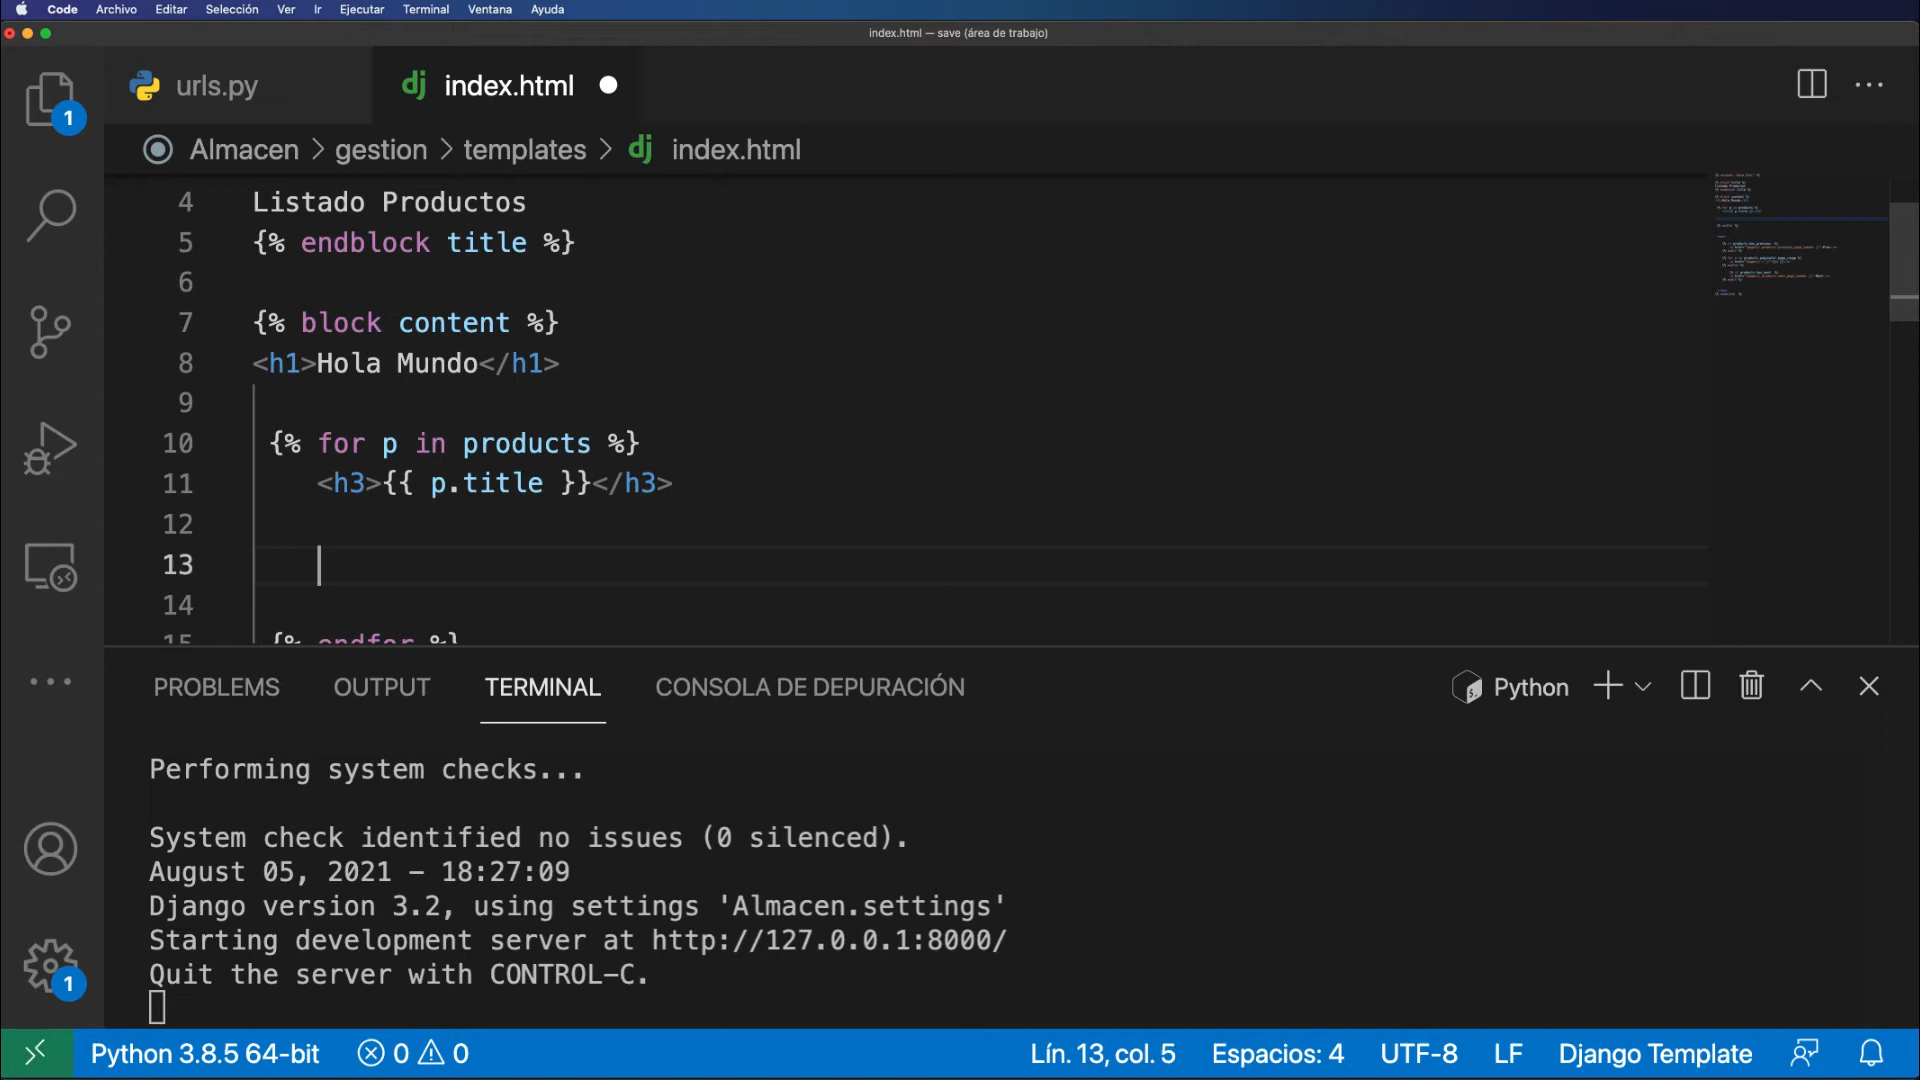 Code Archivo Editar Selección Ver Ir Ejecutar Terminal Ventana Ayuda
index.html — save (área de trabajo)
urls.py
dj index.html
1
Almacen > gestion > templates > dj index.html
4 Listado Productos
5 {% endblock title %}
6
7 {% block content %}
8 <h1>Hola Mundo</h1>
9
10 {% for p in products %}
11 <h3>{{ p.title }}</h3>
12
13
14
15 {% endfor %}
PROBLEMS OUTPUT TERMINAL CONSOLA DE DEPURACIÓN
Python
Performing system checks...
System check identified no issues (0 silenced).
August 05, 2021 – 18:27:09
Django version 3.2, using settings 'Almacen.settings'
Starting development server at http://127.0.0.1:8000/
Quit the server with CONTROL–C.
1
Python 3.8.5 64-bit 0 0 Lín. 13, col. 5 Espacios: 4 UTF-8 LF Django Template